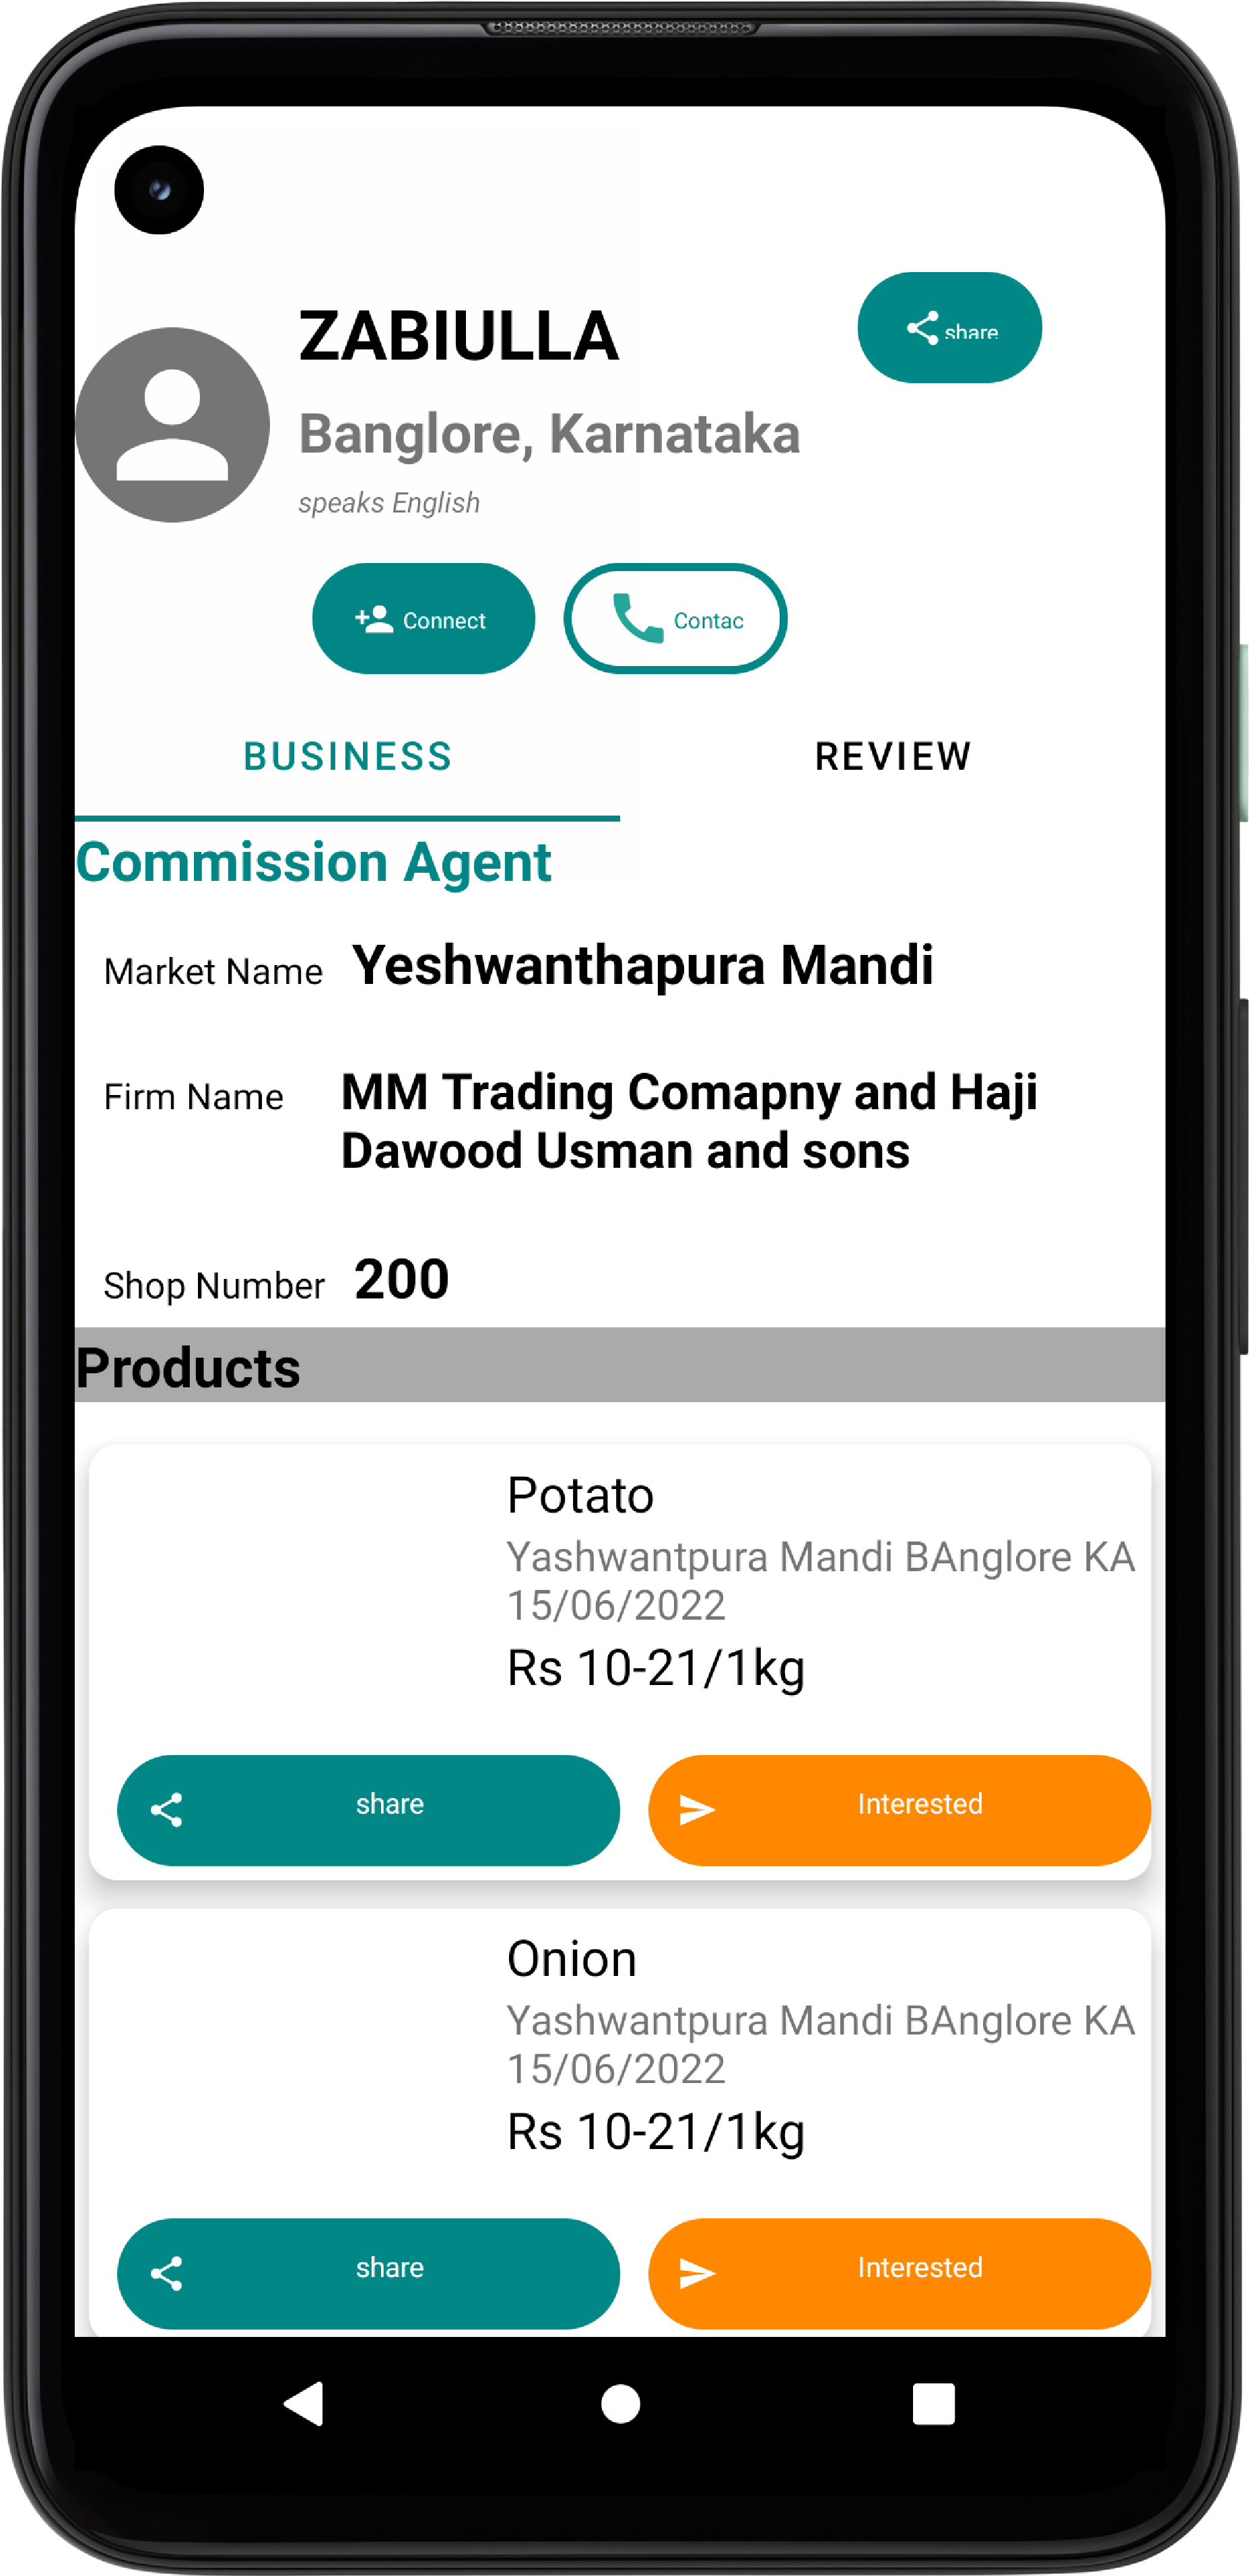 ZABIULLA
share
Banglore, Karnataka
speaks English
Connect
Contac
BUSINESS
REVIEW
Commission Agent
Market Name Yeshwanthapura Mandi
Firm Name MM Trading Comapny and Haji
Dawood Usman and sons
Shop Number 200
Products
Potato
Yashwantpura Mandi BAnglore KA
15/06/2022
Rs 10-21/1kg
share
Interested
Onion
Yashwantpura Mandi BAnglore KA
15/06/2022
Rs 10-21/1kg
share
Interested